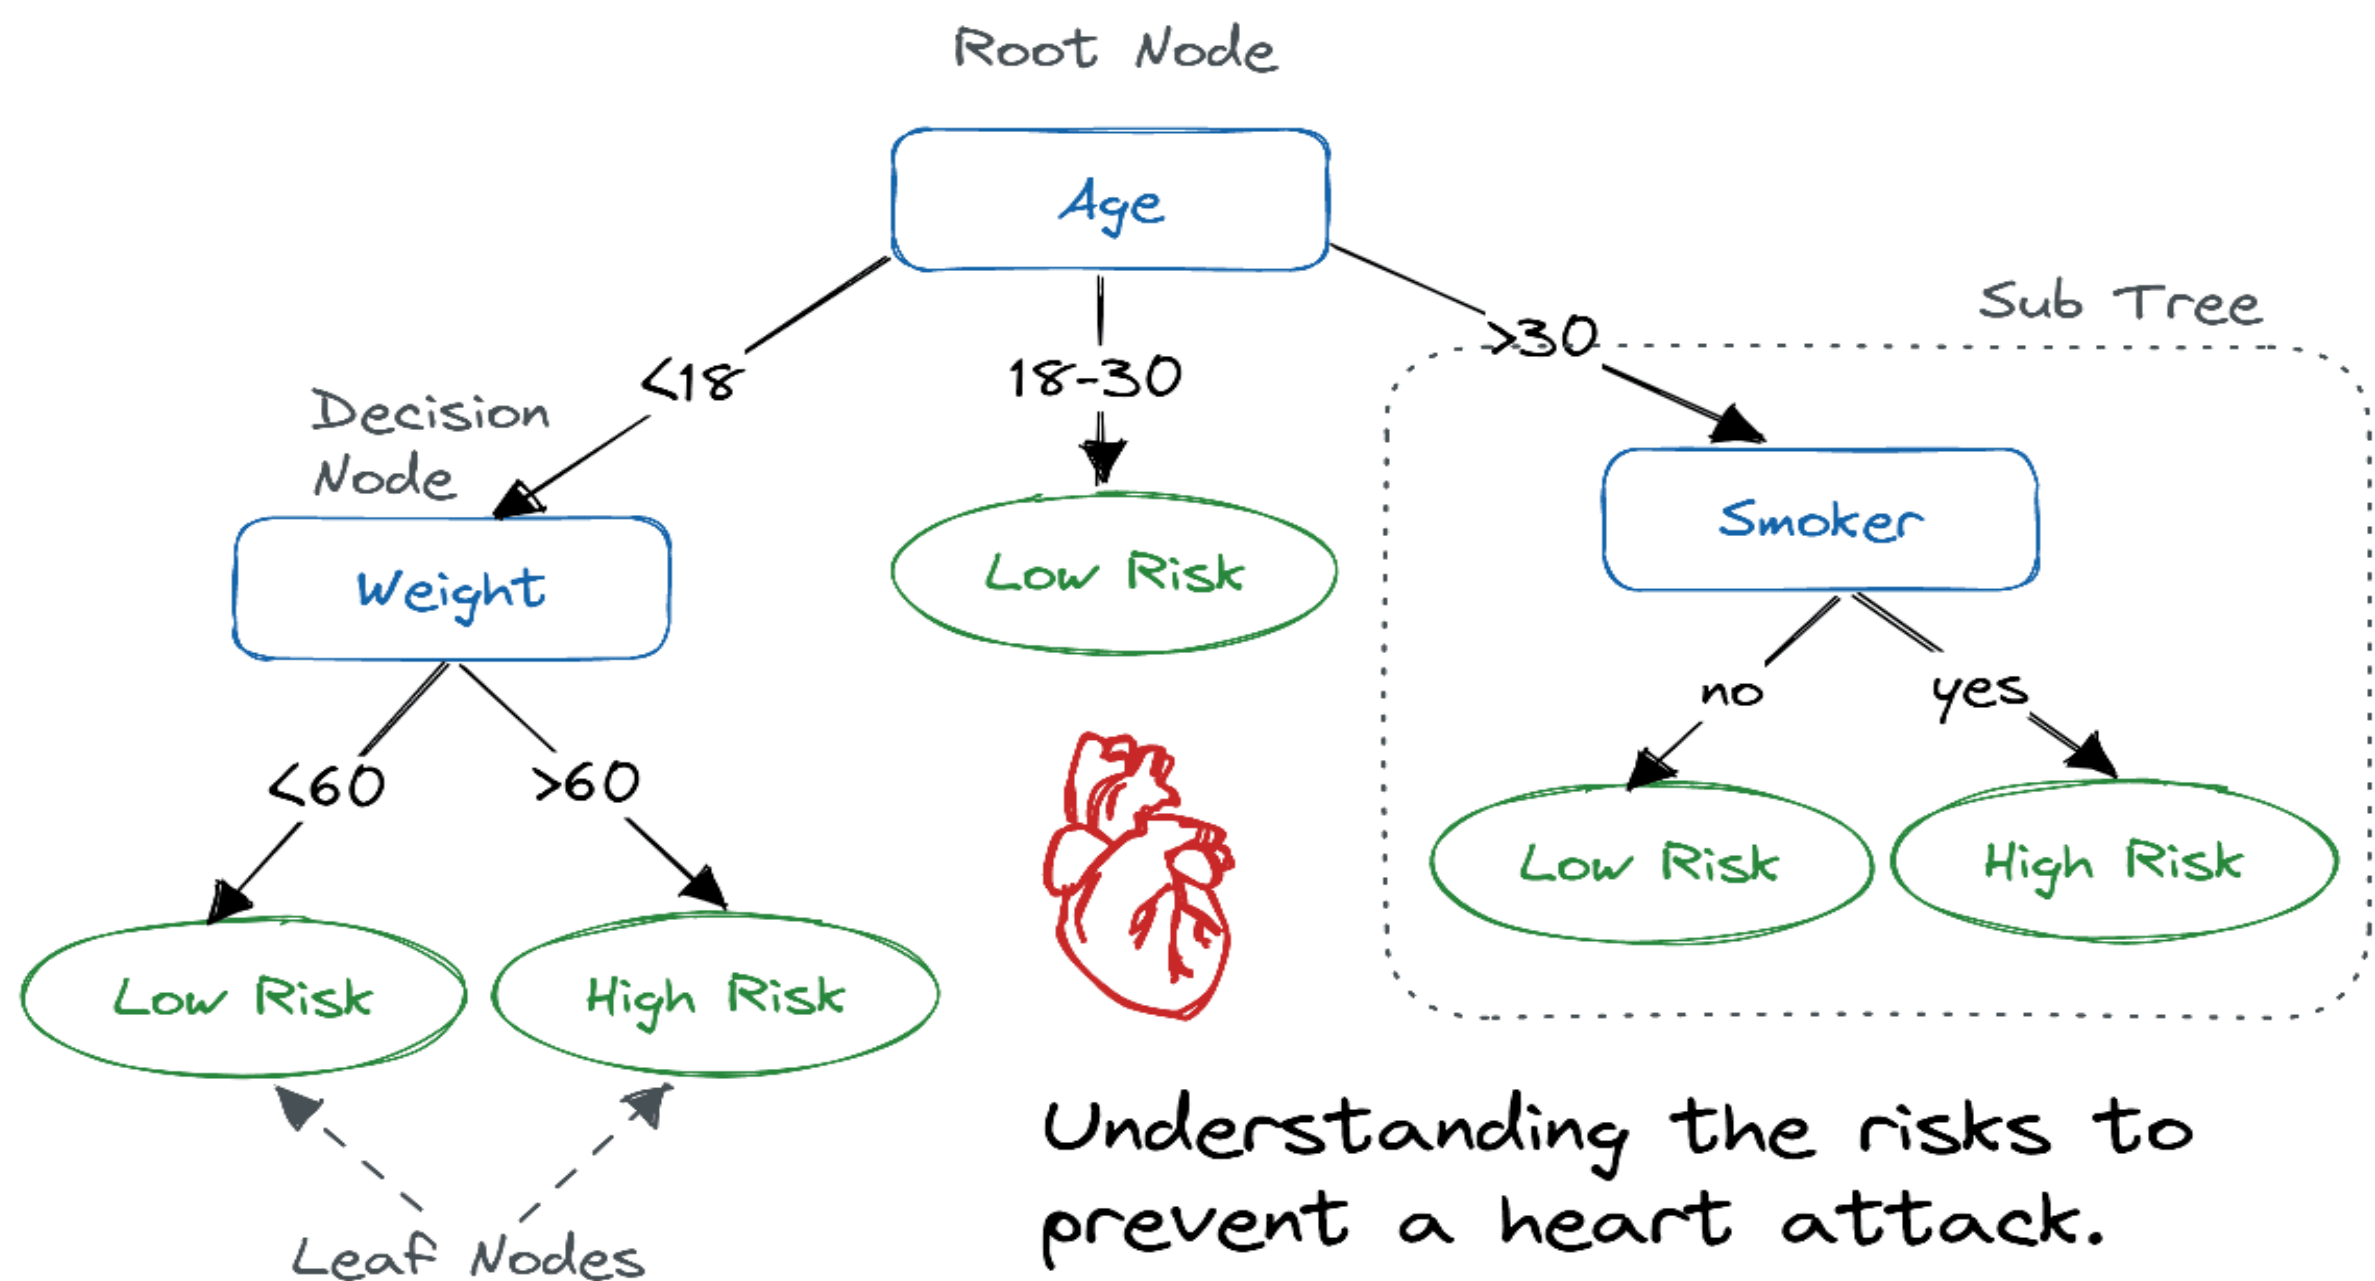 Root Node
Age
Sub Tree
>30
<18
18-30
Decision
Node
Smoker
Low Risk
Weight
no
yes
<60
>60
Low Risk
High Risk
Low Risk
High Risk
Understanding the risks to
prevent a heart attack.
Leaf Nodes